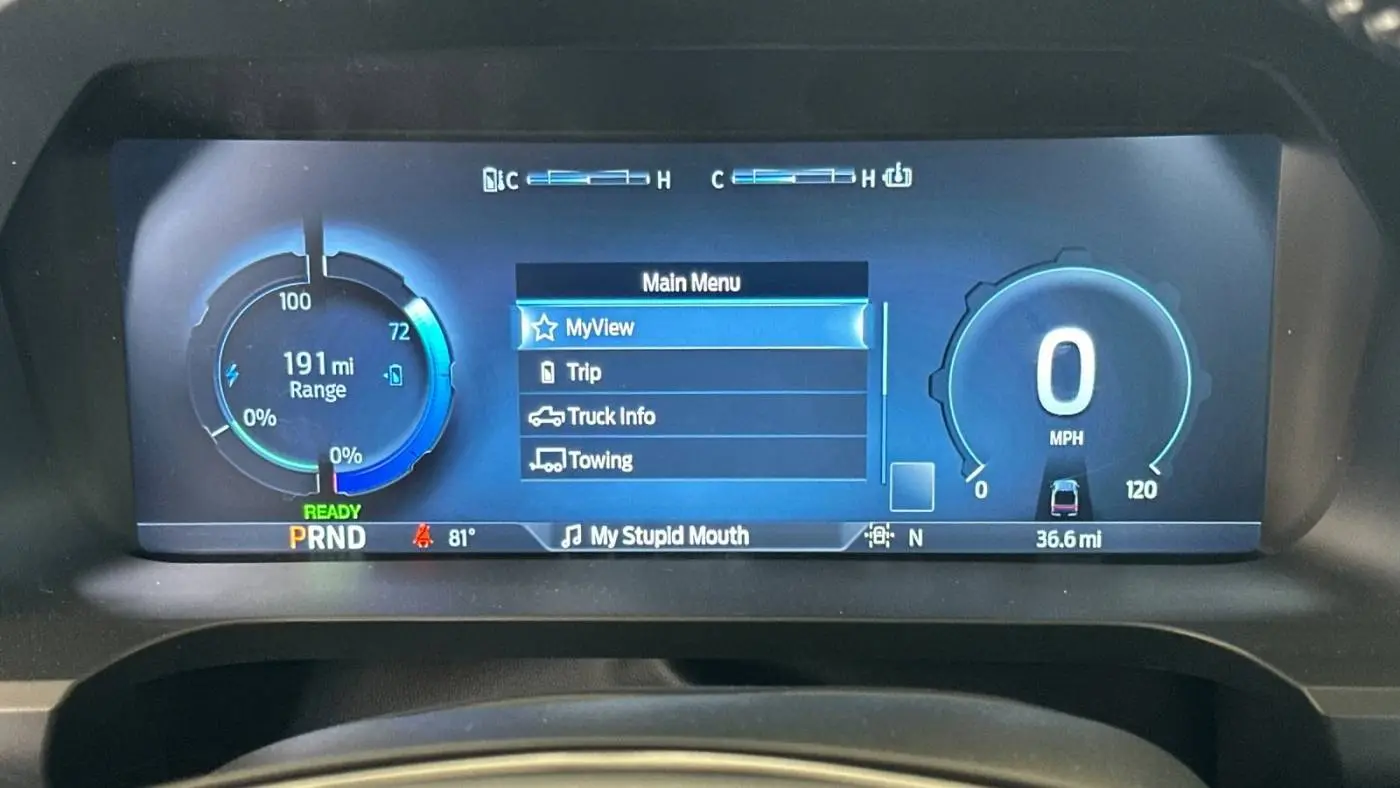 C H C H
100
72
191 mi
Range
0%
0%
READY
PRND
81°
Main Menu
MyView
Trip
Truck Info
Towing
My Stupid Mouth
N
0
MPH
0 120
36.6 mi